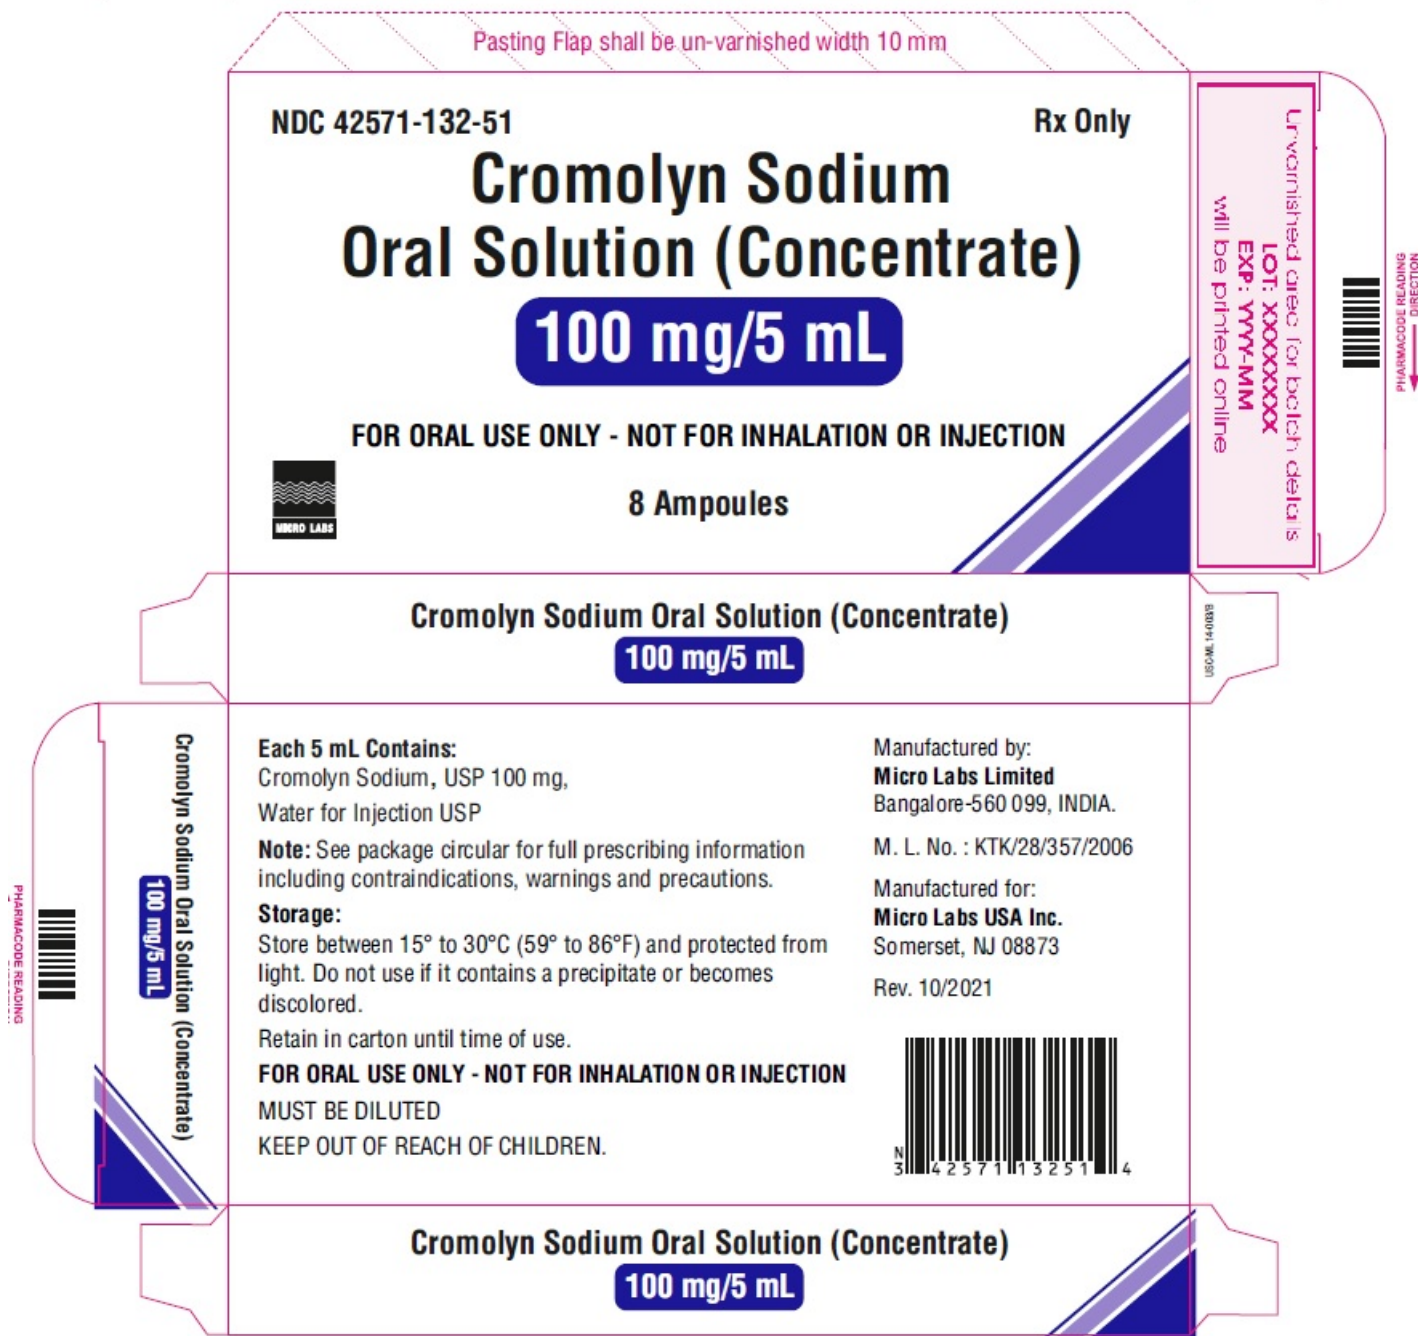 Pasting Flap shall be un-varnished width 10 mm
NDC 42571-132-51
Rx Only
Cromolyn Sodium
Oral Solution (Concentrate)
100 mg/5 mL
FOR ORAL USE ONLY - NOT FOR INHALATION OR INJECTION
8 Ampoules
MICRO LABS
Unvarnished area for batch details
LOT: XXXXXXX
EXP: YYYY-MM
will be printed online
PHARMACODE READING
DIRECTION
Cromolyn Sodium Oral Solution (Concentrate)
100 mg/5 mL
Cromolyn Sodium Oral Solution (Concentrate)
100 mg/5 mL
PHARMACODE READING
Each 5 mL Contains:
Cromolyn Sodium, USP 100 mg,
Water for Injection USP
Note: See package circular for full prescribing information
including contraindications, warnings and precautions.
Storage:
Store between 15° to 30°C (59° to 86°F) and protected from
light. Do not use if it contains a precipitate or becomes
discolored.
Retain in carton until time of use.
FOR ORAL USE ONLY - NOT FOR INHALATION OR INJECTION
MUST BE DILUTED
KEEP OUT OF REACH OF CHILDREN.
Manufactured by:
Micro Labs Limited
Bangalore-560 099, INDIA.
M. L. No. : KTK/28/357/2006
Manufactured for:
Micro Labs USA Inc.
Somerset, NJ 08873
Rev. 10/2021
N
3 42571 13251 4
Cromolyn Sodium Oral Solution (Concentrate)
100 mg/5 mL